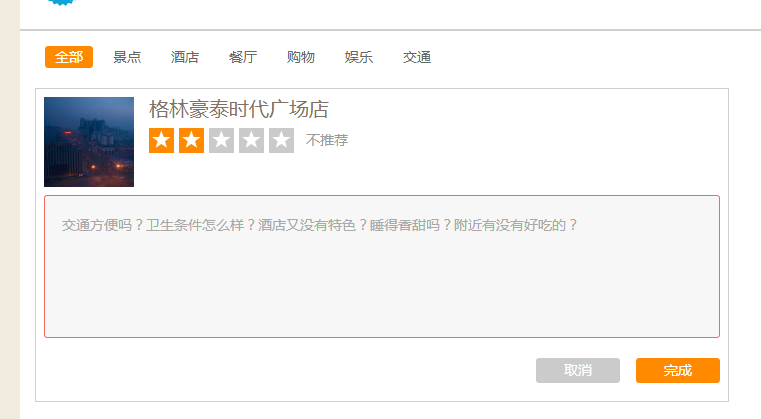 全部 景点 酒店 餐厅 购物 娱乐 交通
格林豪泰时代广场店
不推荐
交通方便吗？卫生条件怎么样？酒店又没有特色？睡得香甜吗？附近有没有好吃的？
取消 完成